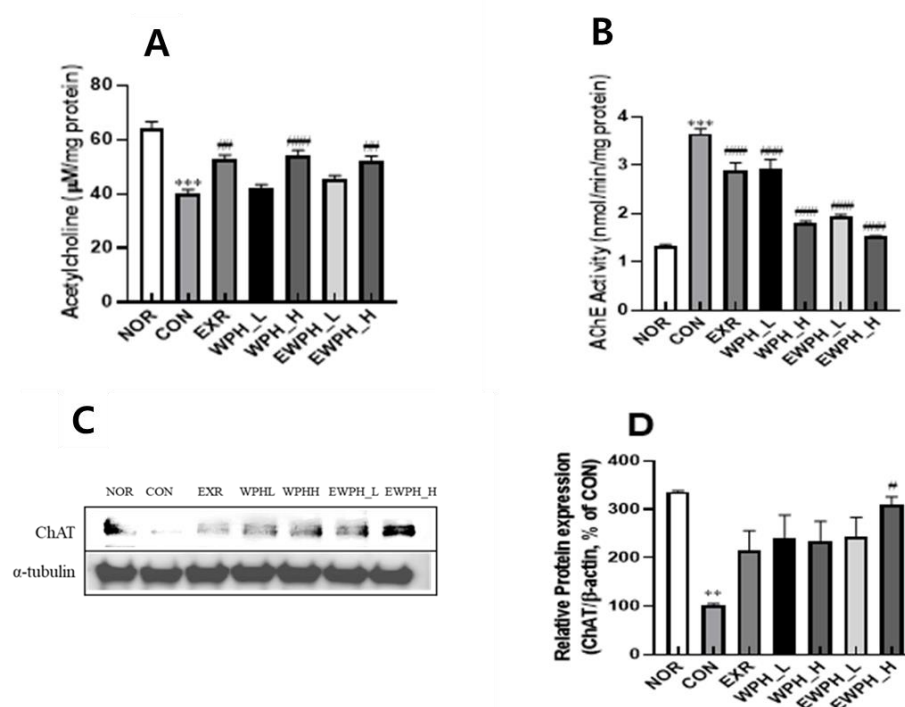 A
Acetylcholine (μM/mg protein)
80
60
40
20
0
***
##
###
##
NOR
CON
EXR
WPH_L
WPH_H
EWPH_L
EWPH_H
B
AChE Activity (nmol/min/mg protein)
4
3
2
1
0
***
NOR
CON
EXR
WPH_L
WPH_H
EWPH_L
EWPH_H
C
NOR CON EXR WPHL WPHH EWPH_L EWPH_H
ChAT
α-tubulin
D
Relative Protein expression
(ChAT/β-actin, % of CON)
400
300
200
100
0
**
#
NOR
CON
EXR
WPH_L
WPH_H
EWPH_L
EWPH_H